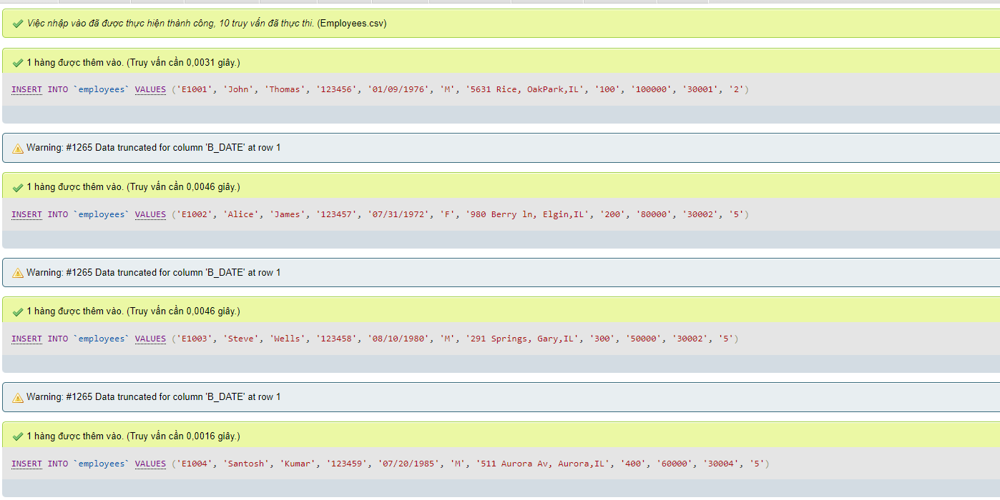 Việc nhập vào đã được thực hiện thành công, 10 truy vấn đã thực thi. (Employees.csv)
1 hàng được thêm vào. (Truy vấn cần 0,0031 giây.)
INSERT INTO `employees` VALUES ('E1001', 'John', 'Thomas', '123456', '01/09/1976', 'M', '5631 Rice, OakPark,IL', '100', '100000', '30001', '2')
Warning: #1265 Data truncated for column 'B_DATE' at row 1
1 hàng được thêm vào. (Truy vấn cần 0,0046 giây.)
INSERT INTO `employees` VALUES ('E1002', 'Alice', 'James', '123457', '07/31/1972', 'F', '980 Berry ln, Elgin,IL', '200', '80000', '30002', '5')
Warning: #1265 Data truncated for column 'B_DATE' at row 1
1 hàng được thêm vào. (Truy vấn cần 0,0046 giây.)
INSERT INTO `employees` VALUES ('E1003', 'Steve', 'Wells', '123458', '08/10/1980', 'M', '291 Springs, Gary,IL', '300', '50000', '30002', '5')
Warning: #1265 Data truncated for column 'B_DATE' at row 1
1 hàng được thêm vào. (Truy vấn cần 0,0016 giây.)
INSERT INTO `employees` VALUES ('E1004', 'Santosh', 'Kumar', '123459', '07/20/1985', 'M', '511 Aurora Av, Aurora,IL', '400', '60000', '30004', '5')